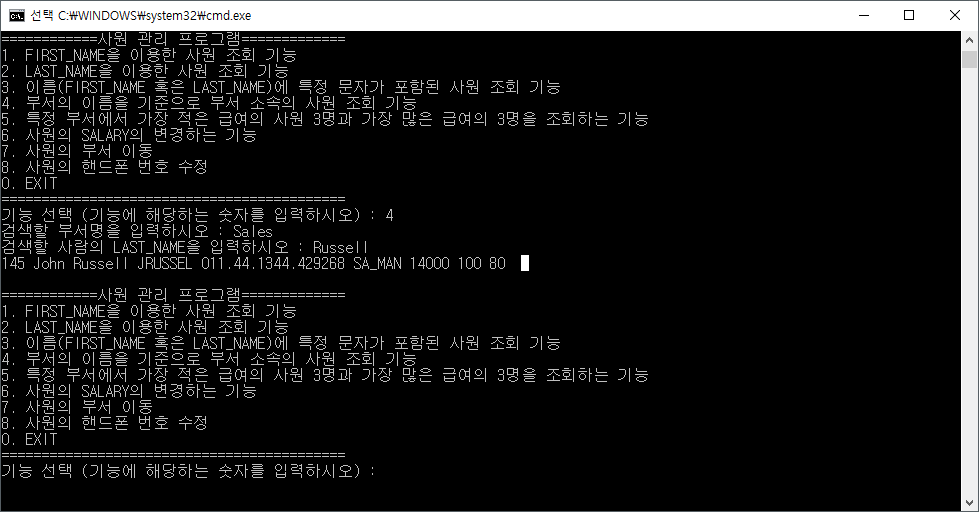 선택 C:₩WINDOWS₩system32₩cmd.exe
============사원 관리 프로그램=============
1. FIRST_NAME을 이용한 사원 조회 기능
2. LAST_NAME을 이용한 사원 조회 기능
3. 이름(FIRST_NAME 혹은 LAST_NAME)에 특정 문자가 포함된 사원 조회 기능
4. 부서의 이름을 기준으로 부서 소속의 사원 조회 기능
5. 특정 부서에서 가장 적은 급여의 사원 3명과 가장 많은 급여의 3명을 조회하는 기능
6. 사원의 SALARY의 변경하는 기능
7. 사원의 부서 이동
8. 사원의 핸드폰 번호 수정
0. EXIT
===========================================
기능 선택 (기능에 해당하는 숫자를 입력하시오) : 4
검색할 부서명을 입력하시오 : Sales
검색할 사람의 LAST_NAME을 입력하시오 : Russell
145 John Russell JRUSSEL 011.44.1344.429268 SA_MAN 14000 100 80
============사원 관리 프로그램=============
1. FIRST_NAME을 이용한 사원 조회 기능
2. LAST_NAME을 이용한 사원 조회 기능
3. 이름(FIRST_NAME 혹은 LAST_NAME)에 특정 문자가 포함된 사원 조회 기능
4. 부서의 이름을 기준으로 부서 소속의 사원 조회 기능
5. 특정 부서에서 가장 적은 급여의 사원 3명과 가장 많은 급여의 3명을 조회하는 기능
6. 사원의 SALARY의 변경하는 기능
7. 사원의 부서 이동
8. 사원의 핸드폰 번호 수정
0. EXIT
===========================================
기능 선택 (기능에 해당하는 숫자를 입력하시오) :